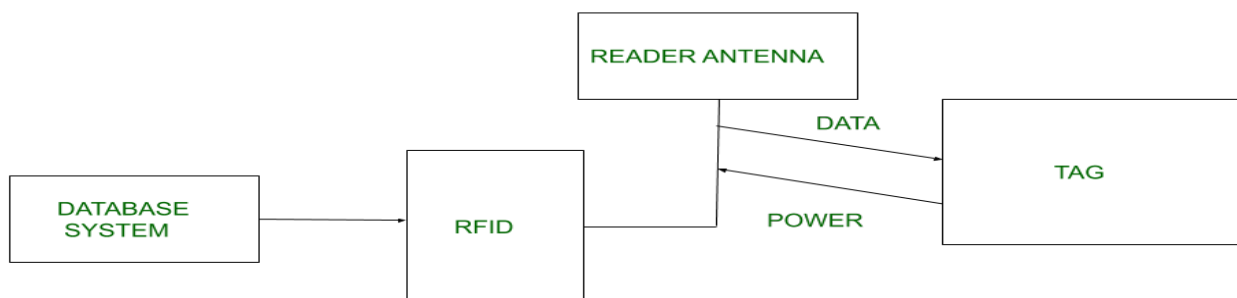 READER ANTENNA
DATA
TAG
DATABASE
SYSTEM
RFID
POWER